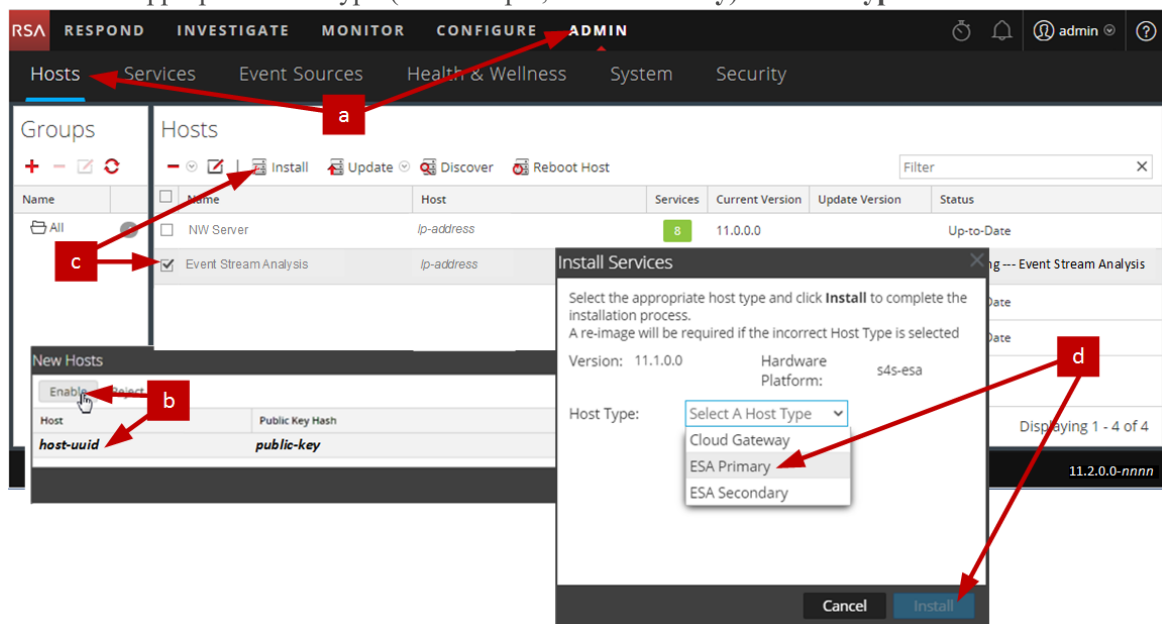 RSA RESPOND INVESTIGATE MONITOR CONFIGURE ADMIN admin ?
Hosts Services Event Sources Health & Wellness System Security
a
Groups
Hosts
Install Update Discover Reboot Host
Filter
Name
Name Host Services Current Version Update Version Status
All
NW Server Ip-address 8 11.0.0.0 Up-to-Date
c
Event Stream Analysis Ip-address
--- Event Stream Analysis
Date
Date
Displaying 1 - 4 of 4
11.2.0.0-nnnn
New Hosts
Enable Reject
b
Host Public Key Hash
host-uuid public-key
Install Services
Select the appropriate host type and click Install to complete the
installation process.
A re-image will be required if the incorrect Host Type is selected
Version: 11.1.0.0 Hardware
Platform: s4s-esa
d
Host Type: Select A Host Type
Cloud Gateway
ESA Primary
ESA Secondary
Cancel Install